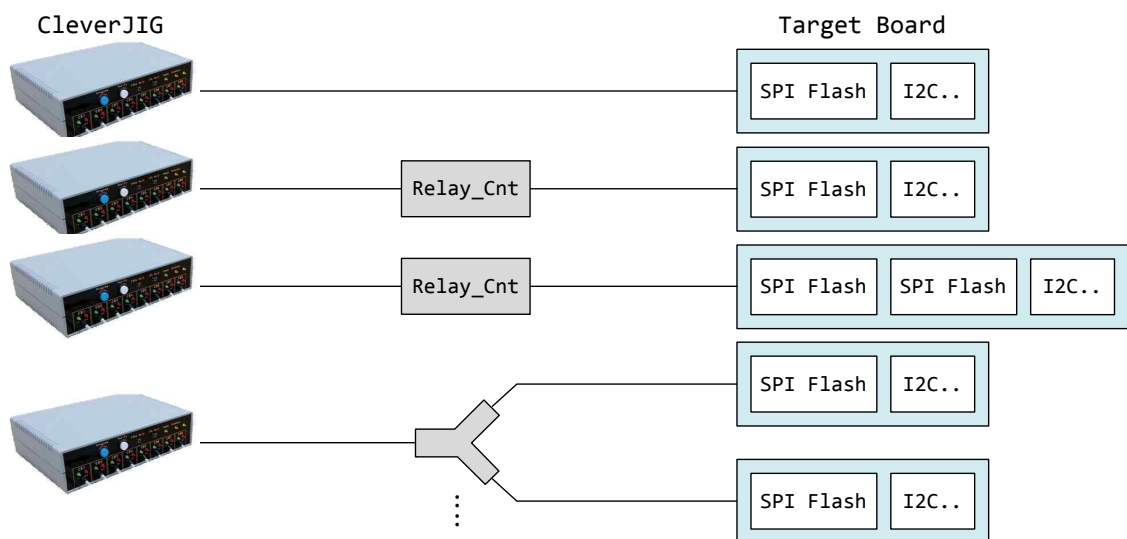 CleverJIG Target Board
SPI Flash I2C..
Relay_Cnt SPI Flash I2C..
Relay_Cnt SPI Flash SPI Flash I2C..
SPI Flash I2C..
SPI Flash I2C..